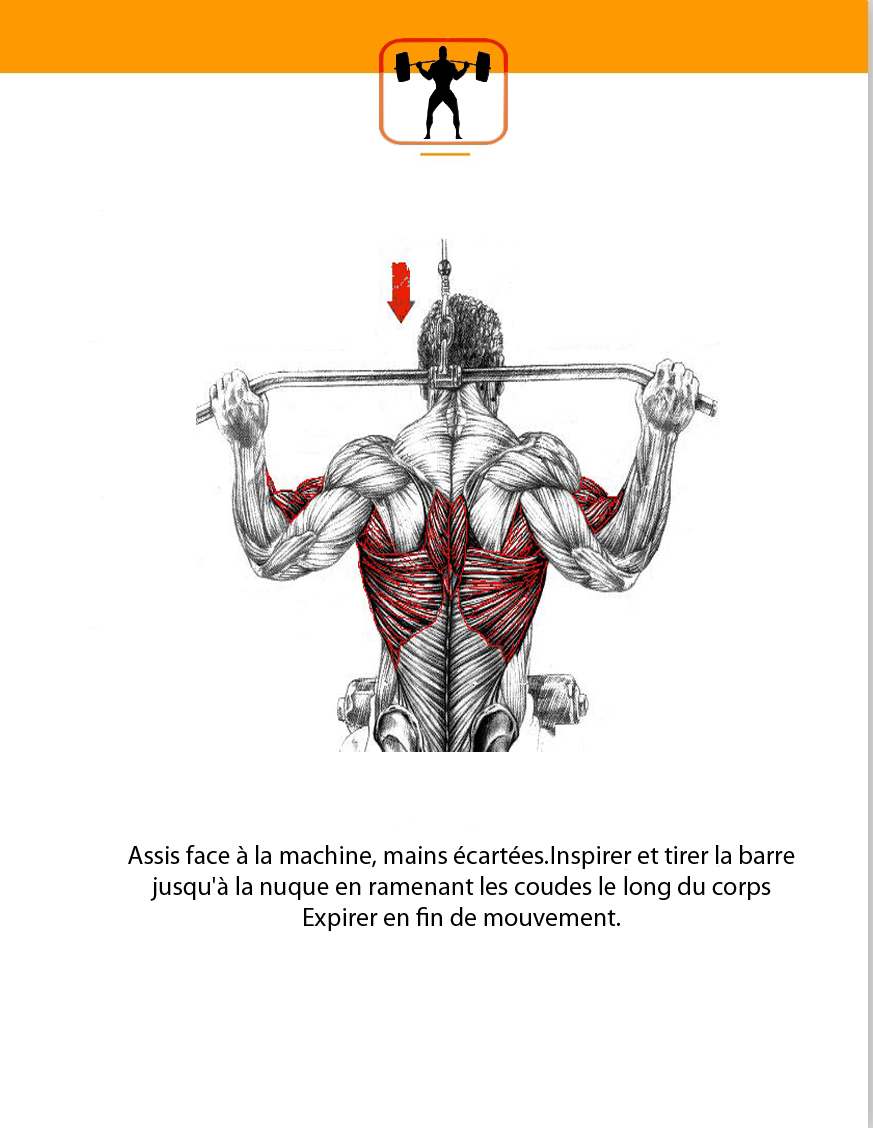 Assis face à la machine, mains écartées.Inspirer et tirer la barre
jusqu'à la nuque en ramenant les coudes le long du corps
Expirer en fin de mouvement.